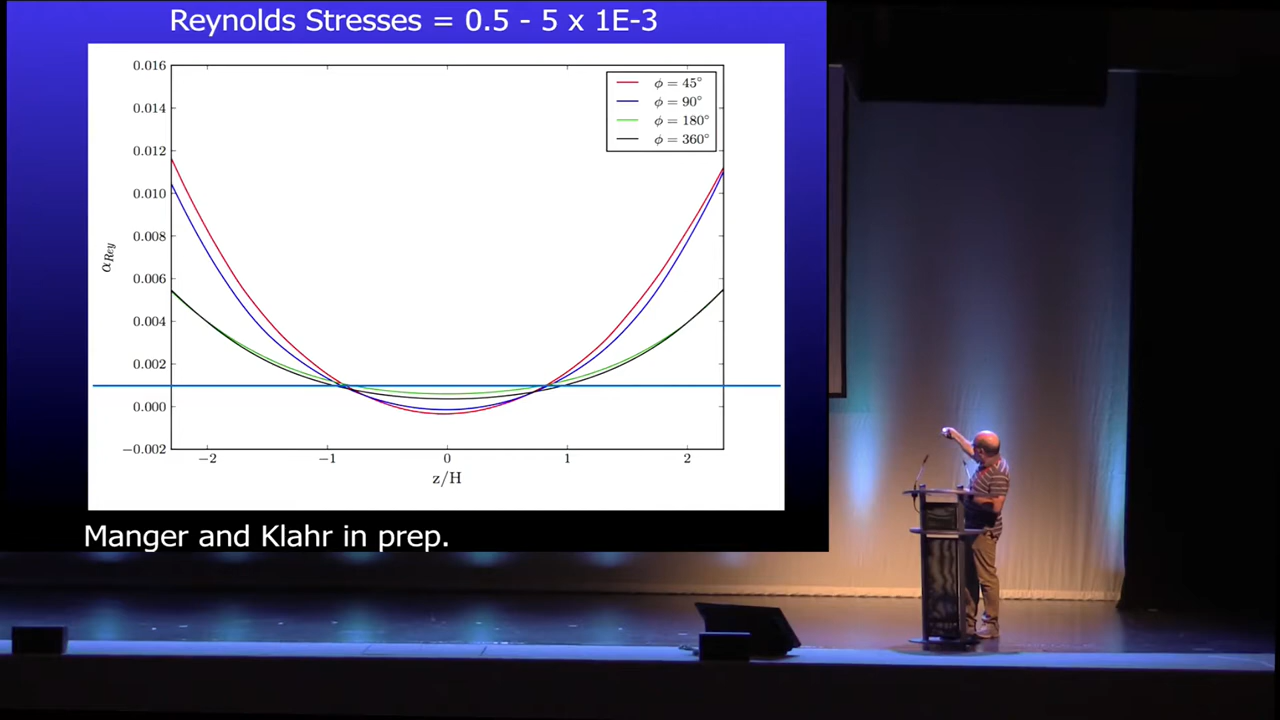 Reynolds Stresses = 0.5 - 5 x 1E-3
0.016
0.014
0.012
0.010
0.008
0.006
0.004
0.002
0.000
−0.002
α_Rey
ϕ = 45°
ϕ = 90°
ϕ = 180°
ϕ = 360°
−2
−1
0
1
2
z/H
Manger and Klahr in prep.